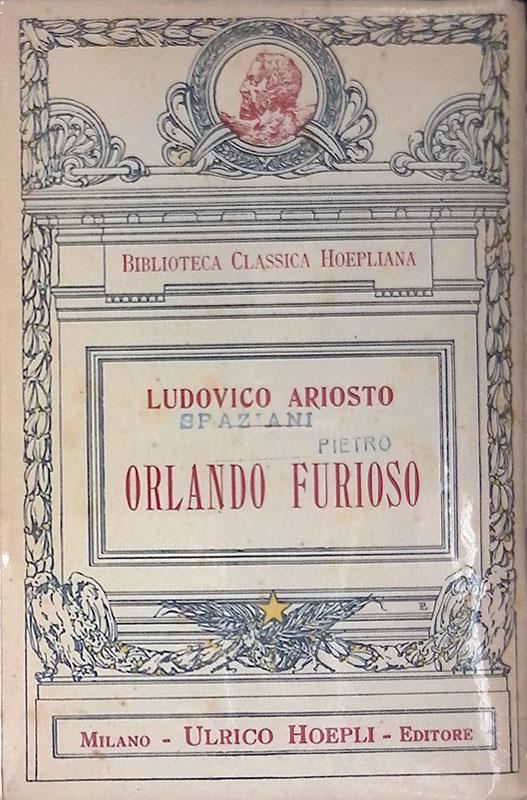 BIBLIOTECA CLASSICA HOEPLIANA
LUDOVICO ARIOSTO
SPAZIANI
PIETRO
ORLANDO FURIOSO
MILANO - ULRICO HOEPLI - EDITORE